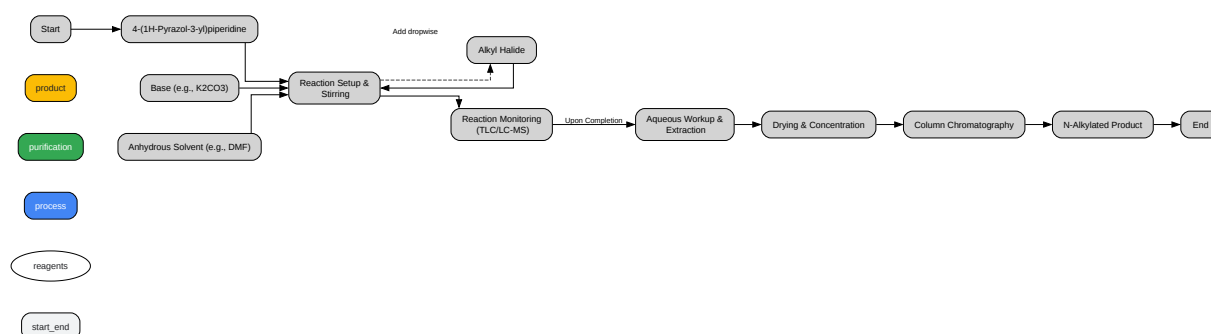 Start
4-(1H-Pyrazol-3-yl)piperidine
Add dropwise
Alkyl Halide
product
Base (e.g., K2CO3)
Reaction Setup &
Stirring
Reaction Monitoring
(TLC/LC-MS)
Upon Completion
Aqueous Workup &
Extraction
Drying & Concentration
Column Chromatography
N-Alkylated Product
End
purification
Anhydrous Solvent (e.g., DMF)
process
reagents
start_end